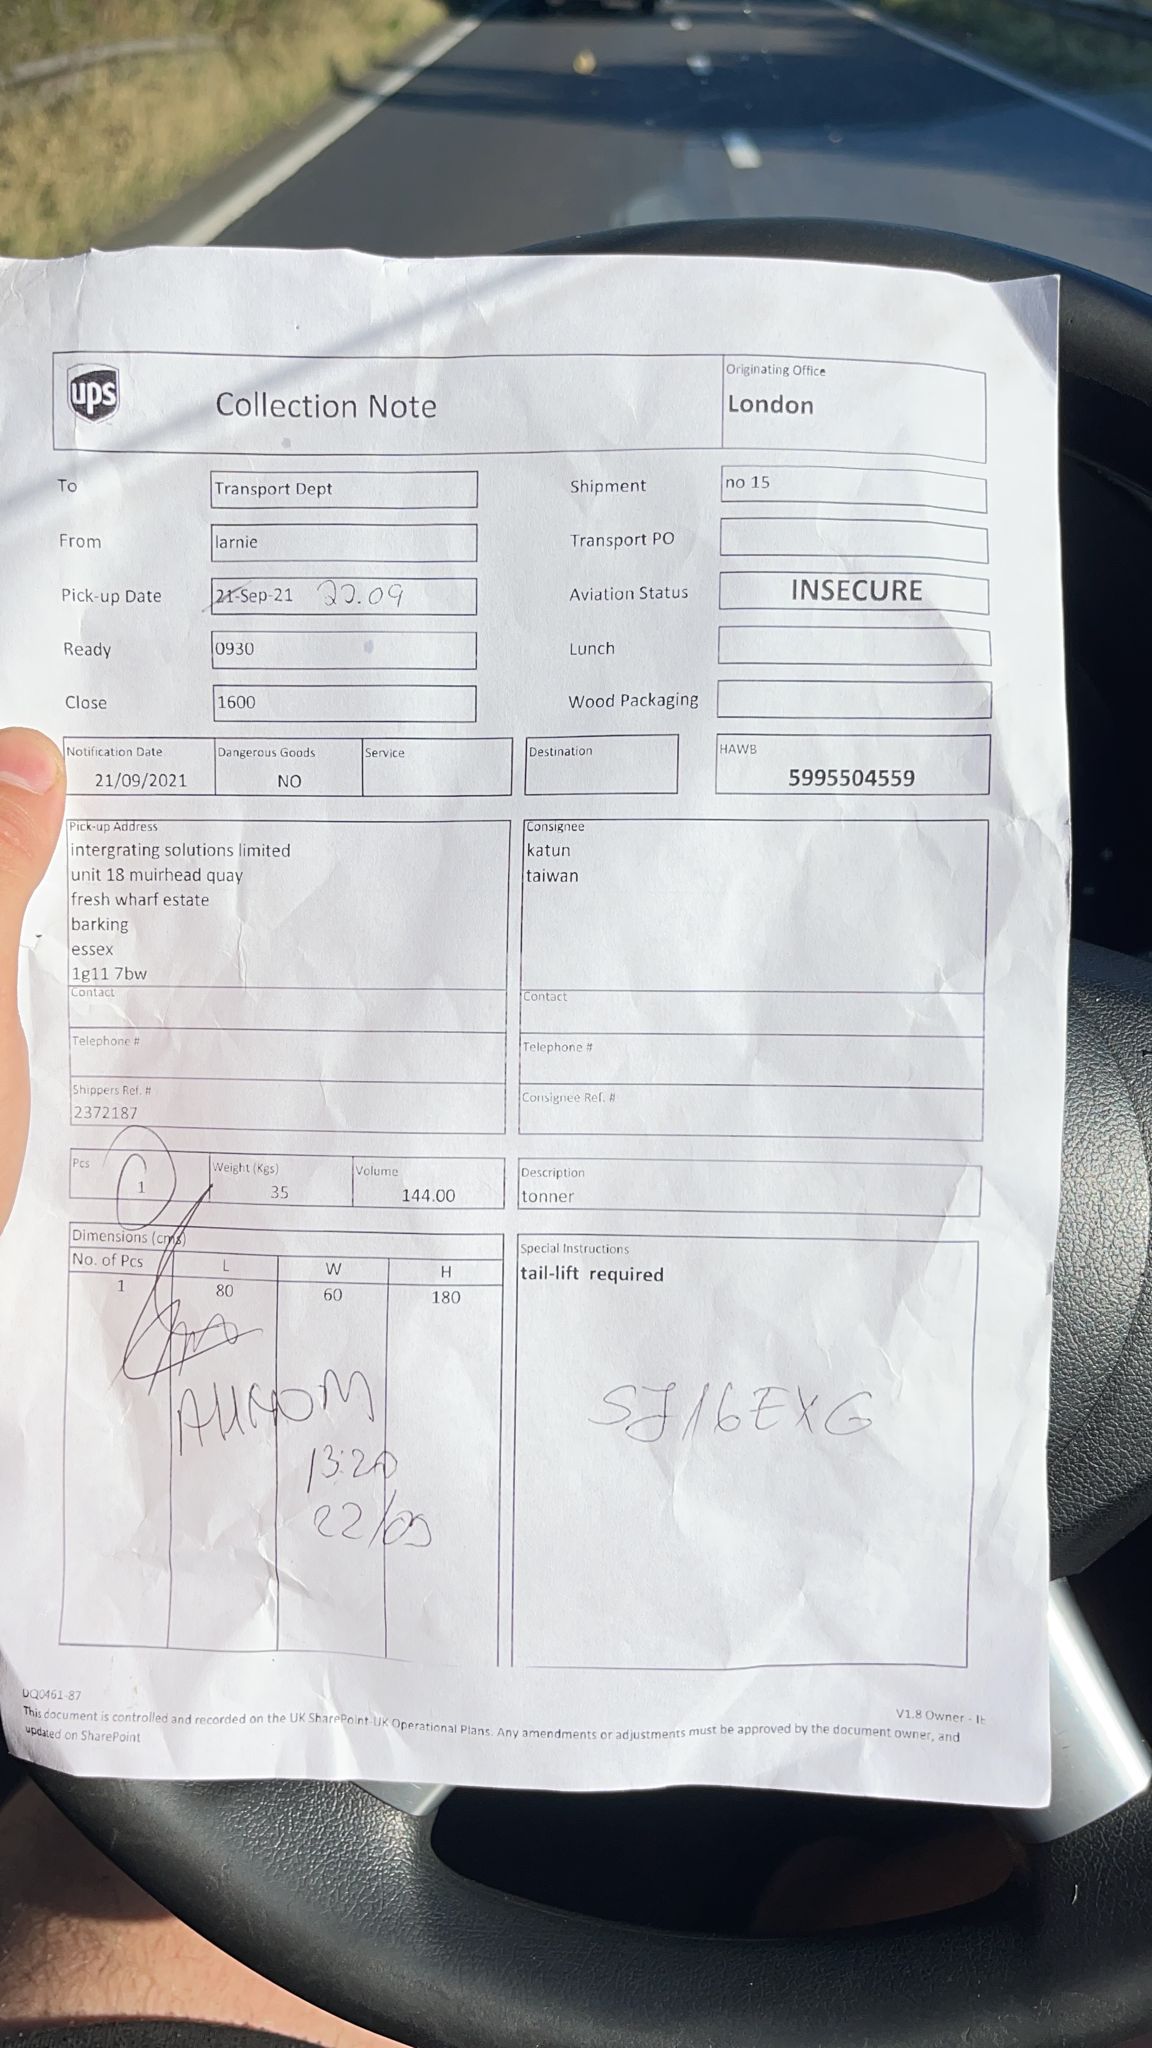 ups
Collection Note
Originating Office
London
To
Transport Dept
Shipment
no 15
From
larnie
Transport PO
Pick-up Date
21-Sep-21 22.09
Aviation Status
INSECURE
Ready
0930
Lunch
Close
1600
Wood Packaging
Notification Date
21/09/2021
Dangerous Goods
NO
Service
Destination
HAWB
5995504559
Pick-up Address
intergrating solutions limited
unit 18 muirhead quay
fresh wharf estate
barking
essex
1g11 7bw
Contact
Telephone #
Shippers Ref. #
2372187
Consignee
katun
taiwan
Contact
Telephone #
Consignee Ref. #
Pcs
1
Weight (Kgs)
35
Volume
144.00
Description
tonner
Dimensions (cms)
No. of Pcs L W H
1 80 60 180
13:20
22/09
Special Instructions
tail-lift required
SJ16EXG
DQ0461-87
V1.8 Owner -
This document is controlled and recorded on the UK SharePoint-UK Operational Plans. Any amendments or adjustments must be approved by the document owner, and
updated on SharePoint